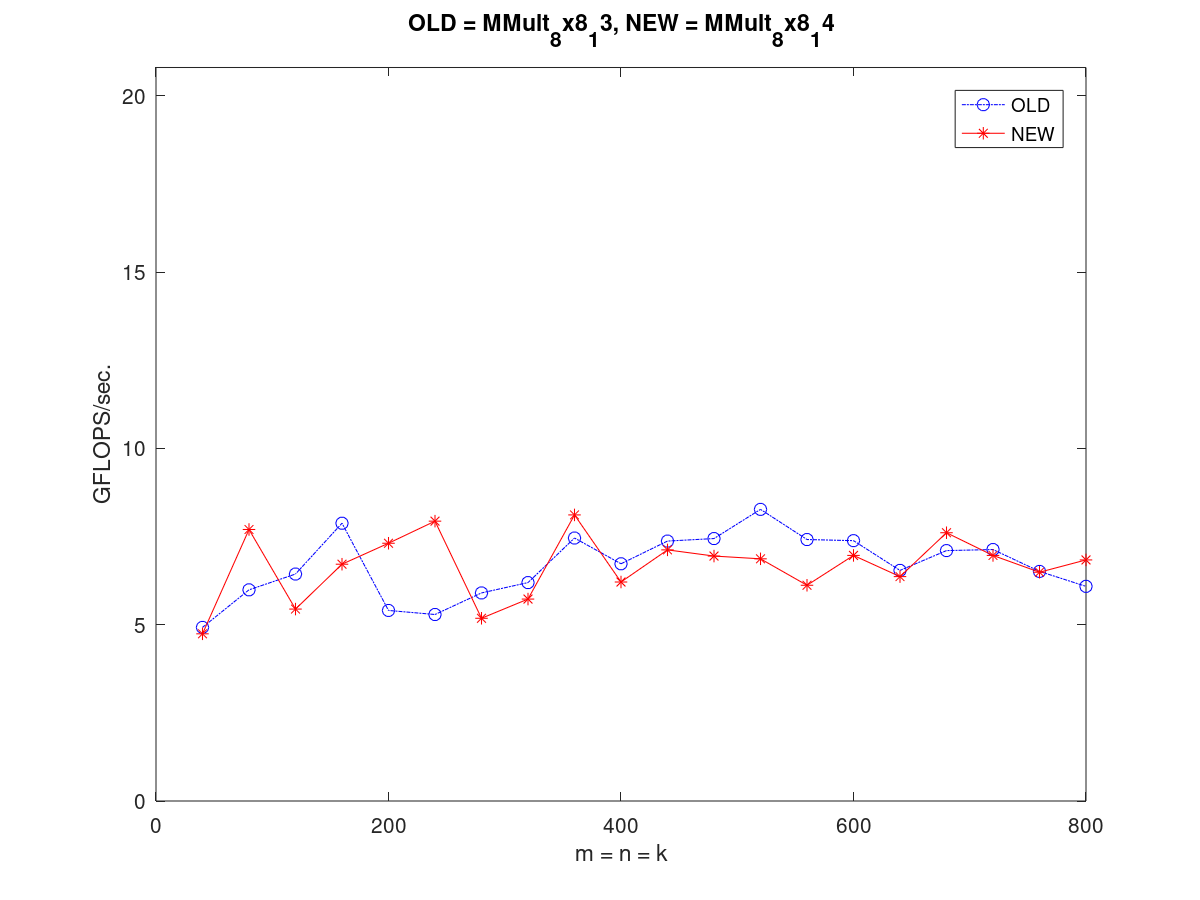 OLD = MMult_8x8_13, NEW = MMult_8x8_14
20
15
10
5
0
GFLOPS/sec.
OLD
NEW
0 200 400 600 800
m = n = k